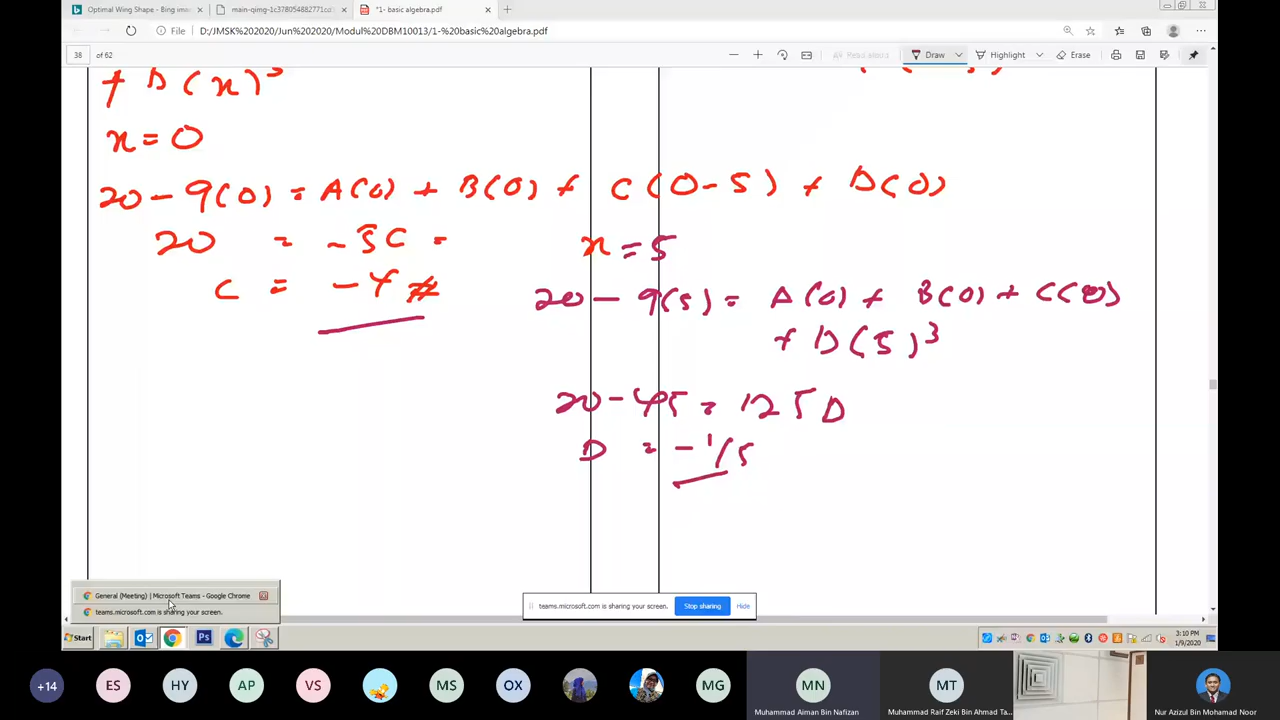 Optimal Wing Shape - Bing imag
main-qimg-1c378054882771cd
*1- basic algebra.pdf
File
D:/JMSK%202020/Jun%202020/Modul%20DBM10013/1-%20basic%20algebra.pdf
38 of 62
Read aloud
Draw
Highlight
Erase
+ D(x)³
x = 0
20 - 9(0) = A(0) + B(0) + C(0-5) + D(0)
20 = -5C =
C = -4 #
x = 5
20 - 9(5) = A(0) + B(0) + C(0)
+ D(5)³
20 - 45 = 125D
D = -1/5
General (Meeting) | Microsoft Teams - Google Chrome
teams.microsoft.com is sharing your screen.
teams.microsoft.com is sharing your screen.
Stop sharing
Hide
Start
3:10 PM
1/9/2020
+14
ES
HY
AP
VS
MS
OX
MG
MN
MT
Muhammad Aiman Bin Nafizan
Muhammad Raif Zeki Bin Ahmad Ta...
Nur Azizul Bin Mohamad Noor